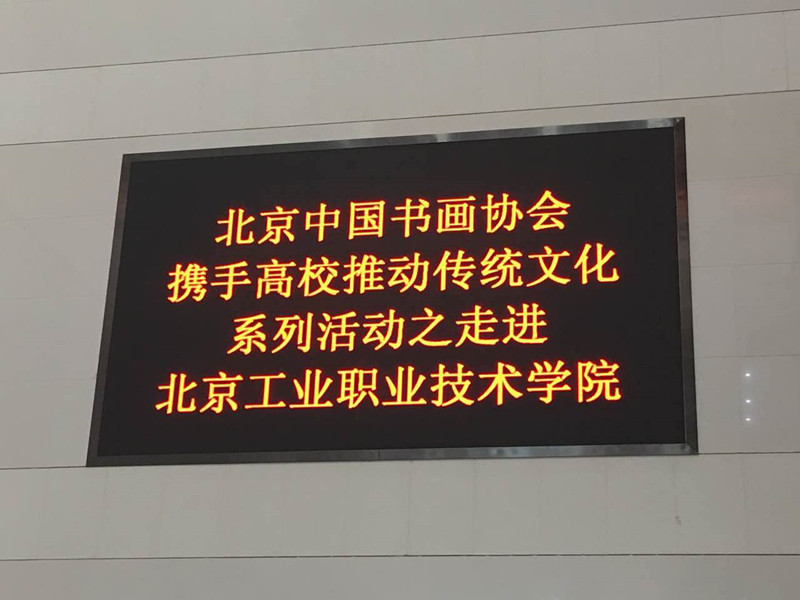 北京中国书画协会
携手高校推动传统文化
系列活动之走进
北京工业职业技术学院